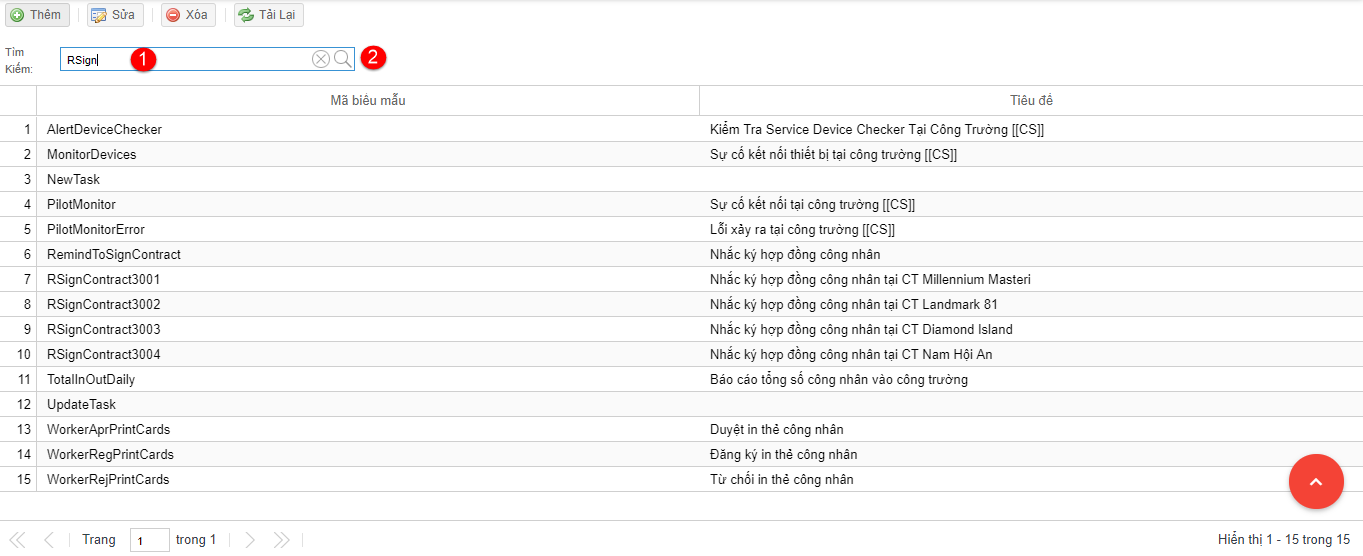 Thêm Sửa Xóa Tải Lại
Tìm Kiếm: RSign 1 2
Mã biểu mẫu Tiêu đề
1 AlertDeviceChecker Kiểm Tra Service Device Checker Tại Công Trường [[CS]]
2 MonitorDevices Sự cố kết nối thiết bị tại công trường [[CS]]
3 NewTask
4 PilotMonitor Sự cố kết nối tại công trường [[CS]]
5 PilotMonitorError Lỗi xảy ra tại công trường [[CS]]
6 RemindToSignContract Nhắc ký hợp đồng công nhân
7 RSignContract3001 Nhắc ký hợp đồng công nhân tại CT Millennium Masteri
8 RSignContract3002 Nhắc ký hợp đồng công nhân tại CT Landmark 81
9 RSignContract3003 Nhắc ký hợp đồng công nhân tại CT Diamond Island
10 RSignContract3004 Nhắc ký hợp đồng công nhân tại CT Nam Hội An
11 TotalInOutDaily Báo cáo tổng số công nhân vào công trường
12 UpdateTask
13 WorkerAprPrintCards Duyệt in thẻ công nhân
14 WorkerRegPrintCards Đăng ký in thẻ công nhân
15 WorkerRejPrintCards Từ chối in thẻ công nhân
Trang 1 trong 1 Hiển thị 1 - 15 trong 15